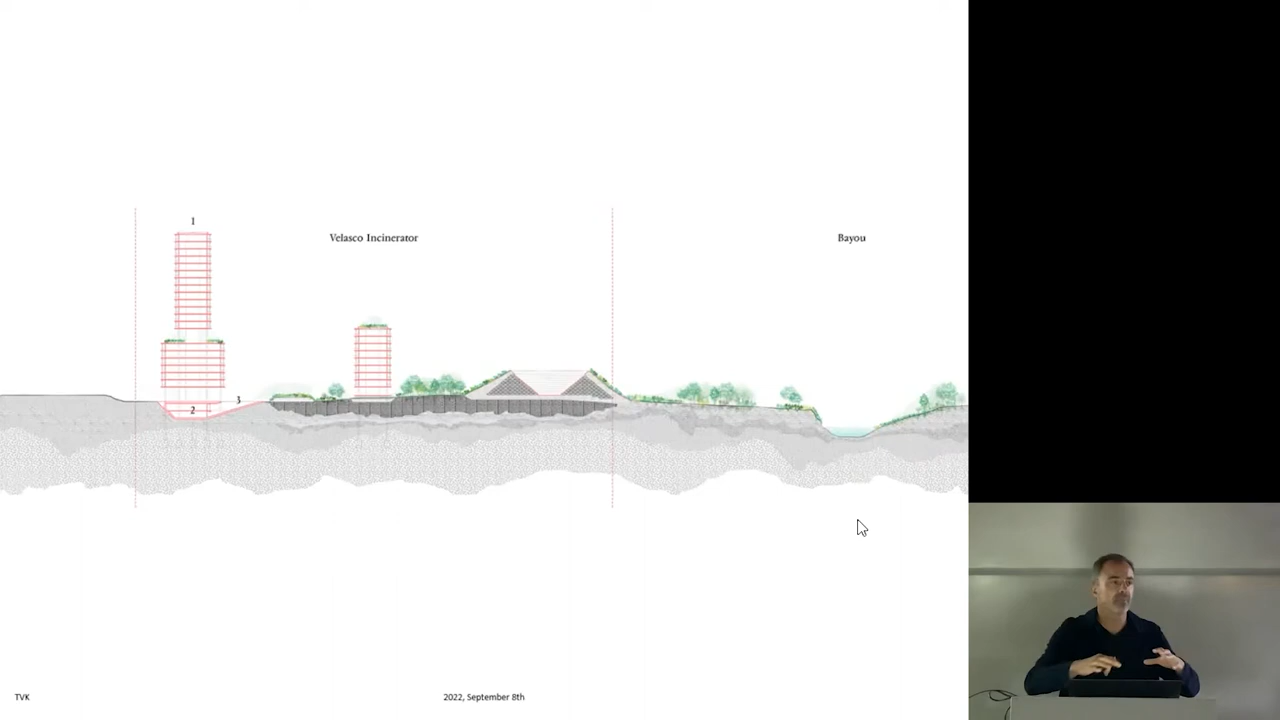 1
Velasco Incinerator
Bayou
3
2
TVK
2022, September 8th